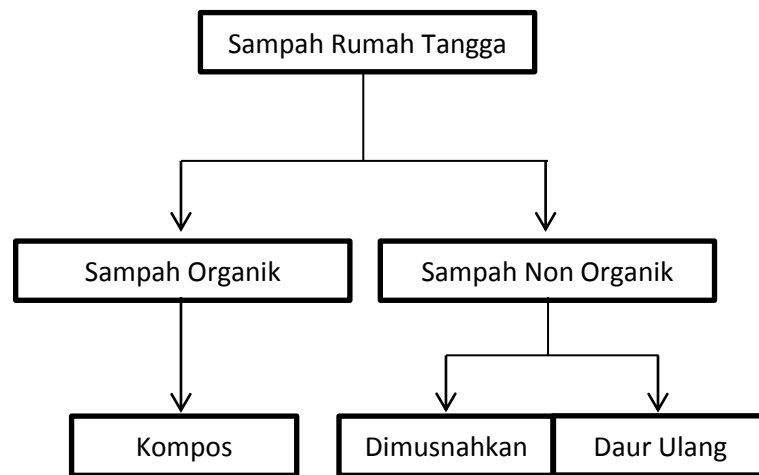 Sampah Rumah Tangga
Sampah Organik
Sampah Non Organik
Kompos
Dimusnahkan
Daur Ulang